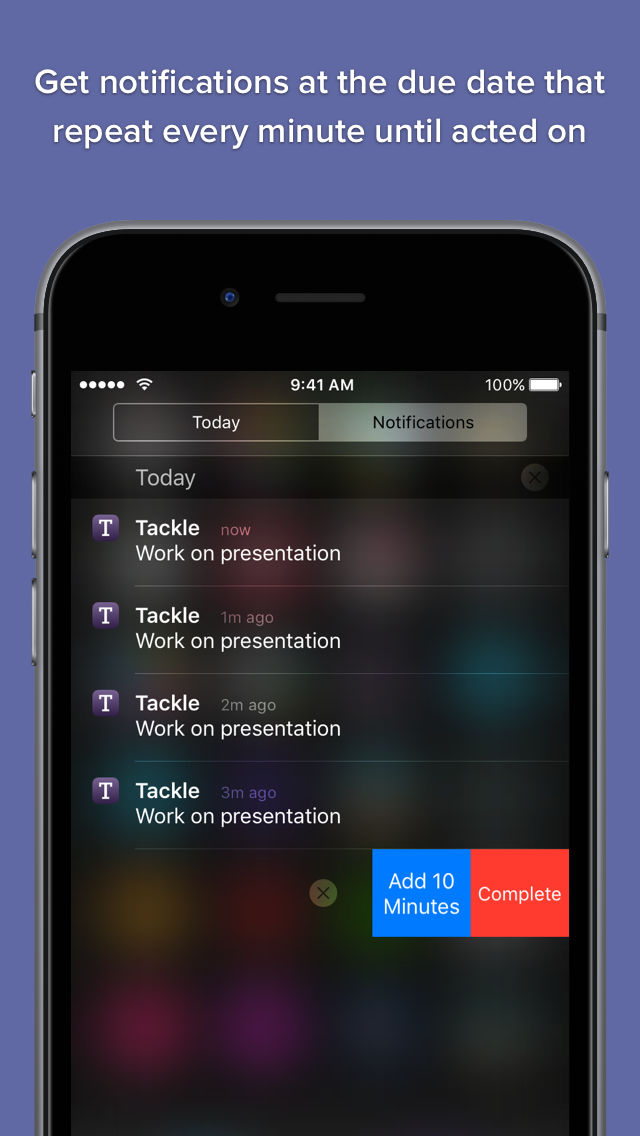 Get notifications at the due date that
repeat every minute until acted on
9:41 AM
100%
Today
Notifications
Today
T
Tackle now
Work on presentation
T
Tackle 1m ago
Work on presentation
T
Tackle 2m ago
Work on presentation
T
Tackle 3m ago
Work on presentation
Add 10
Minutes
Complete